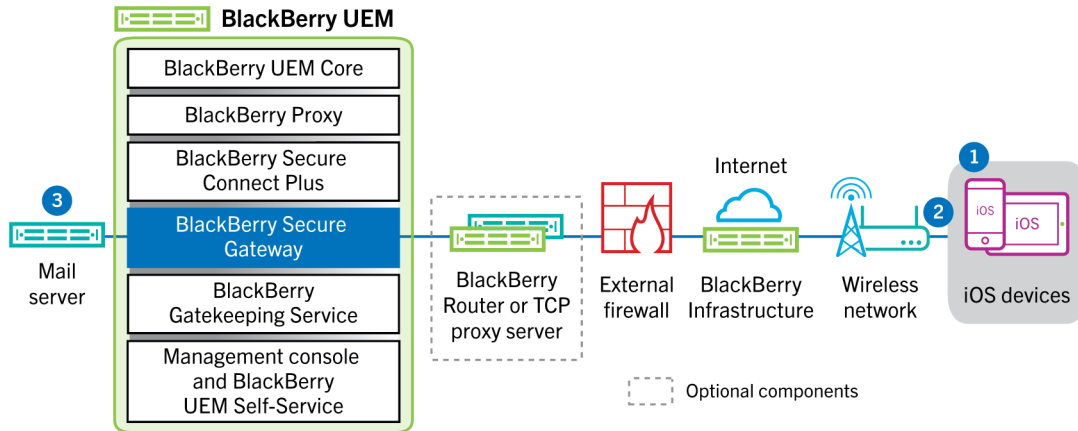 BlackBerry UEM
BlackBerry UEM Core
BlackBerry Proxy
BlackBerry Secure
Connect Plus
BlackBerry Secure
Gateway
BlackBerry
Gatekeeping Service
Management console
and BlackBerry
UEM Self-Service
3
Mail
server
BlackBerry
Router or TCP
proxy server
External
firewall
Internet
BlackBerry
Infrastructure
Wireless
network
2
1
iOS
iOS
iOS devices
Optional components